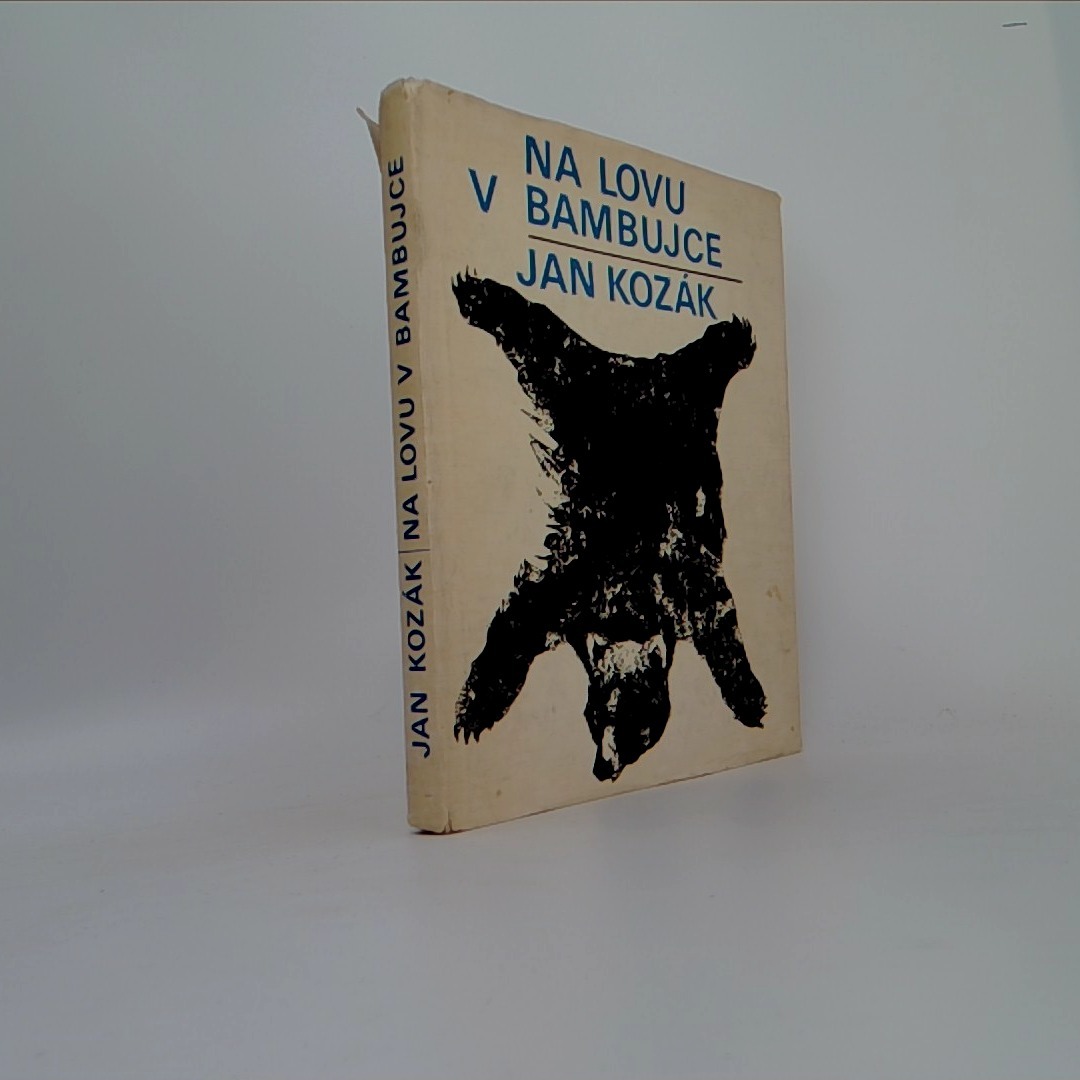 NA LOVU
V BAMBUJCE
JAN KOZÁK
JAN KOZÁK NA LOVU V BAMBUJCE